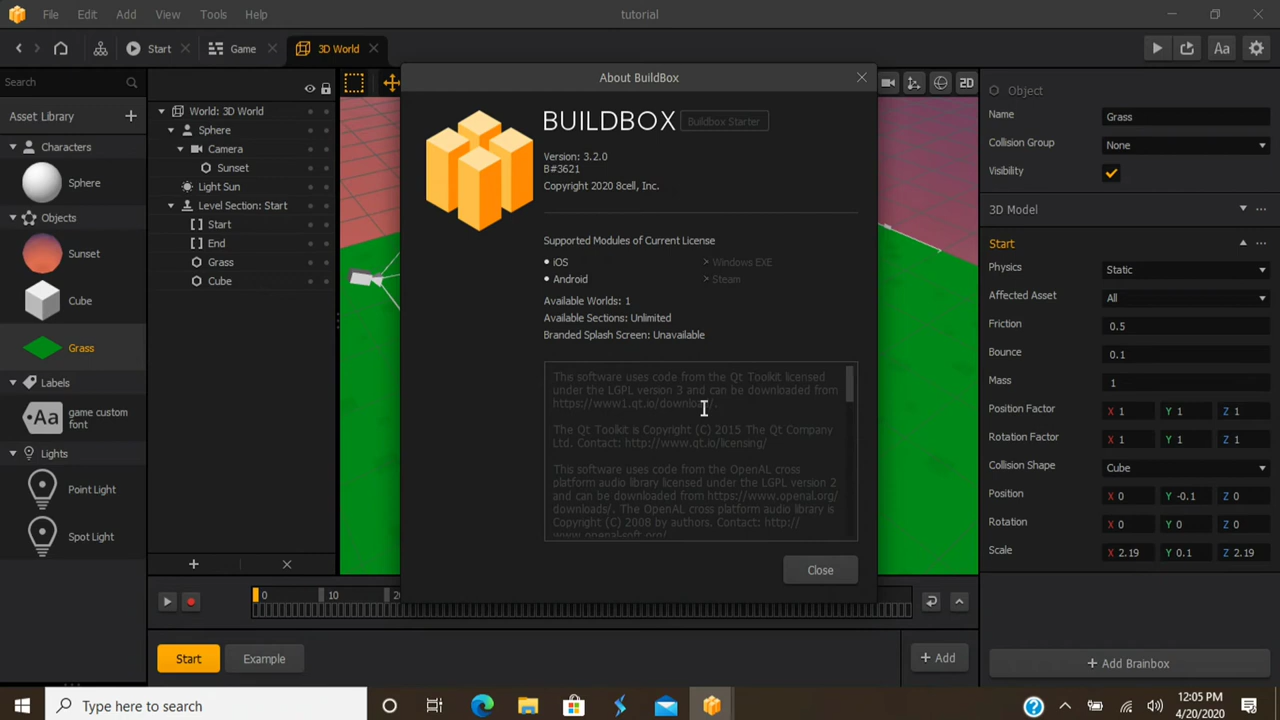 File Edit Add View Tools Help
tutorial
Start
Game
3D World
Aa
Search
Asset Library
Characters
Sphere
Objects
Sunset
Cube
Grass
Labels
Aa
game custom
font
Lights
Point Light
Spot Light
World: 3D World
Sphere
Camera
Sunset
Light Sun
Level Section: Start
[ ] Start
[ ] End
Grass
Cube
2D
About BuildBox
BUILDBOX
Buildbox Starter
Version: 3.2.0
B#3621
Copyright 2020 8cell, Inc.
Supported Modules of Current License
• iOS
> Windows EXE
• Android
> Steam
Available Worlds: 1
Available Sections: Unlimited
Branded Splash Screen: Unavailable
This software uses code from the Qt Toolkit licensed
under the LGPL version 3 and can be downloaded from
https://www1.qt.io/download/.
The Qt Toolkit is Copyright (C) 2015 The Qt Company
Ltd. Contact: http://www.qt.io/licensing/
This software uses code from the OpenAL cross
platform audio library licensed under the LGPL version 2
and can be downloaded from https://www.openal.org/
downloads/. The OpenAL cross platform audio library is
Copyright (C) 2008 by authors. Contact: http://
www.openal-soft.org/
Close
Object
Name Grass
Collision Group None
Visibility
3D Model
Start
Physics Static
Affected Asset All
Friction 0.5
Bounce 0.1
Mass 1
Position Factor X 1 Y 1 Z 1
Rotation Factor X 1 Y 1 Z 1
Collision Shape Cube
Position X 0 Y -0.1 Z 0
Rotation X 0 Y 0 Z 0
Scale X 2.19 Y 0.1 Z 2.19
+ Add Brainbox
0 10
Start
Example
+ Add
Type here to search
12:05 PM
4/20/2020